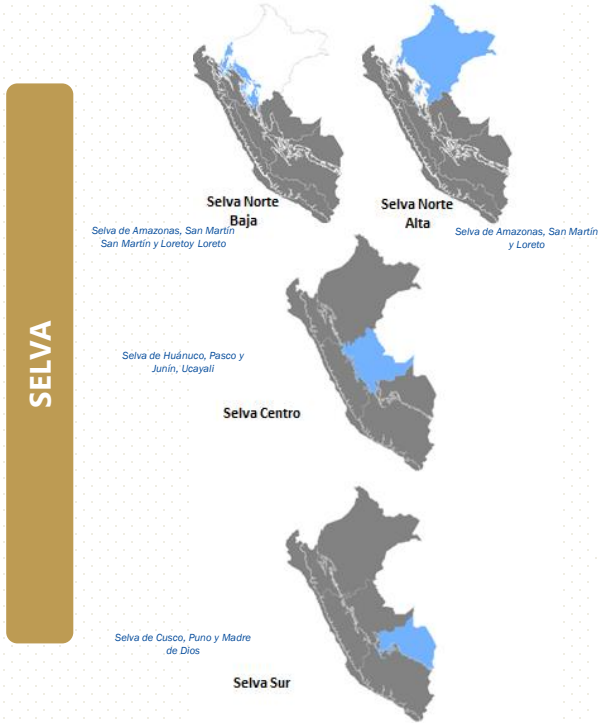 SELVA
Selva Norte
Baja
Selva Norte
Alta
Selva de Amazonas, San Martín
San Martín y Loretoy Loreto
Selva de Amazonas, San Martín
y Loreto
Selva de Huánuco, Pasco y
Junín, Ucayali
Selva Centro
Selva de Cusco, Puno y Madre
de Dios
Selva Sur